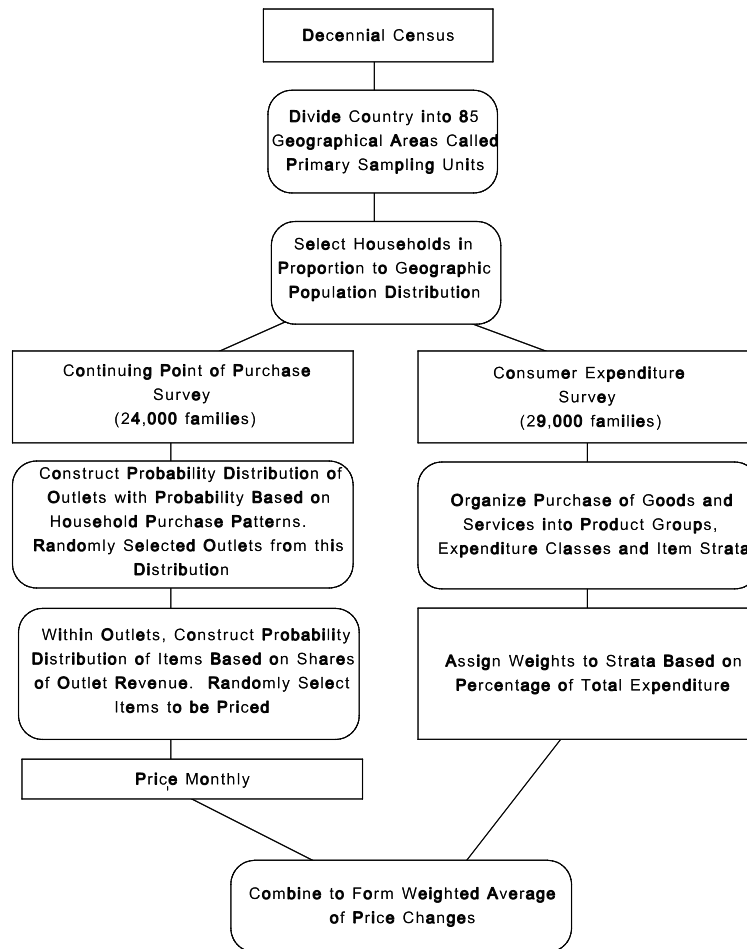 Decennial Census
Divide Country into 85
Geographical Areas Called
Primary Sampling Units
Select Households in
Proportion to Geographic
Population Distribution
Continuing Point of Purchase
Survey
(24,000 families)
Consumer Expenditure
Survey
(29,000 families)
Construct Probability Distribution of
Outlets with Probability Based on
Household Purchase Patterns.
Randomly Selected Outlets from this
Distribution
Organize Purchase of Goods and
Services into Product Groups,
Expenditure Classes and Item Strata
Within Outlets, Construct Probability
Distribution of Items Based on Shares
of Outlet Revenue. Randomly Select
Items to be Priced
Assign Weights to Strata Based on
Percentage of Total Expenditure
Price Monthly
Combine to Form Weighted Average
of Price Changes